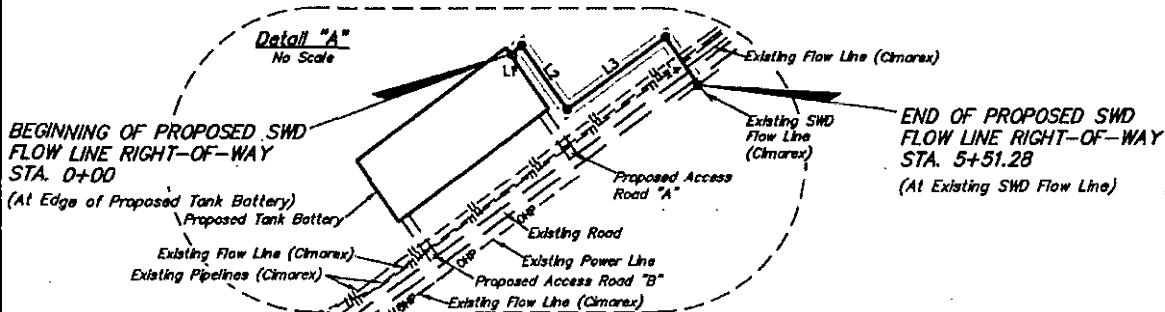 Detail "A"
No Scale
BEGINNING OF PROPOSED SWD
FLOW LINE RIGHT-OF-WAY
STA. 0+00
(At Edge of Proposed Tank Battery)
Proposed Tank Battery
L1
L2
L3
Existing Flow Line (Cimarex)
Existing SWD
Flow Line
(Cimarex)
END OF PROPOSED SWD
FLOW LINE RIGHT-OF-WAY
STA. 5+51.28
(At Existing SWD Flow Line)
Proposed Access
Road "A"
Existing Road
Existing Power Line
Existing Flow Line (Cimarex)
Existing Pipelines (Cimarex)
Proposed Access Road "B"
Existing Flow Line (Cimarex)
OHP
OHP
OHP